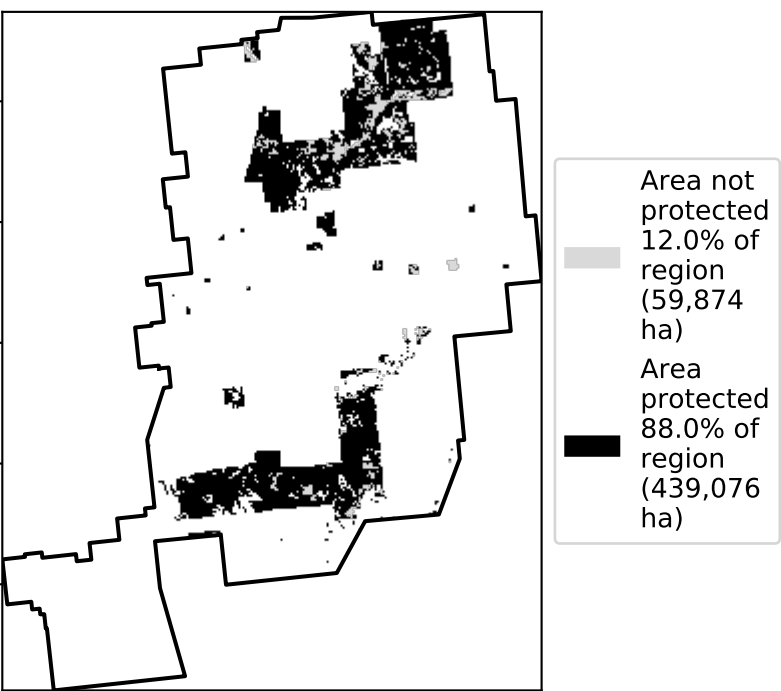 Area not
protected
12.0% of
region
(59,874
ha)
Area
protected
88.0% of
region
(439,076
ha)